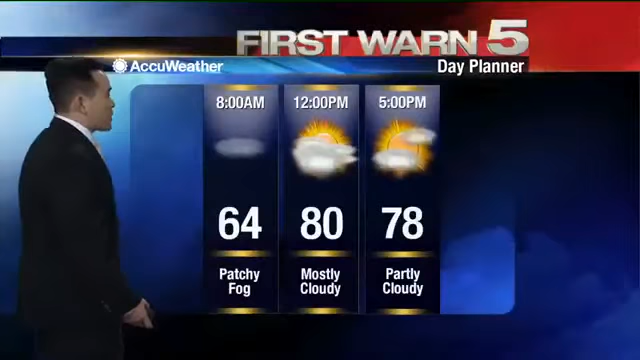 FIRST WARN 5
AccuWeather
Day Planner
8:00AM 12:00PM 5:00PM
64 80 78
Patchy Mostly Partly
Fog Cloudy Cloudy